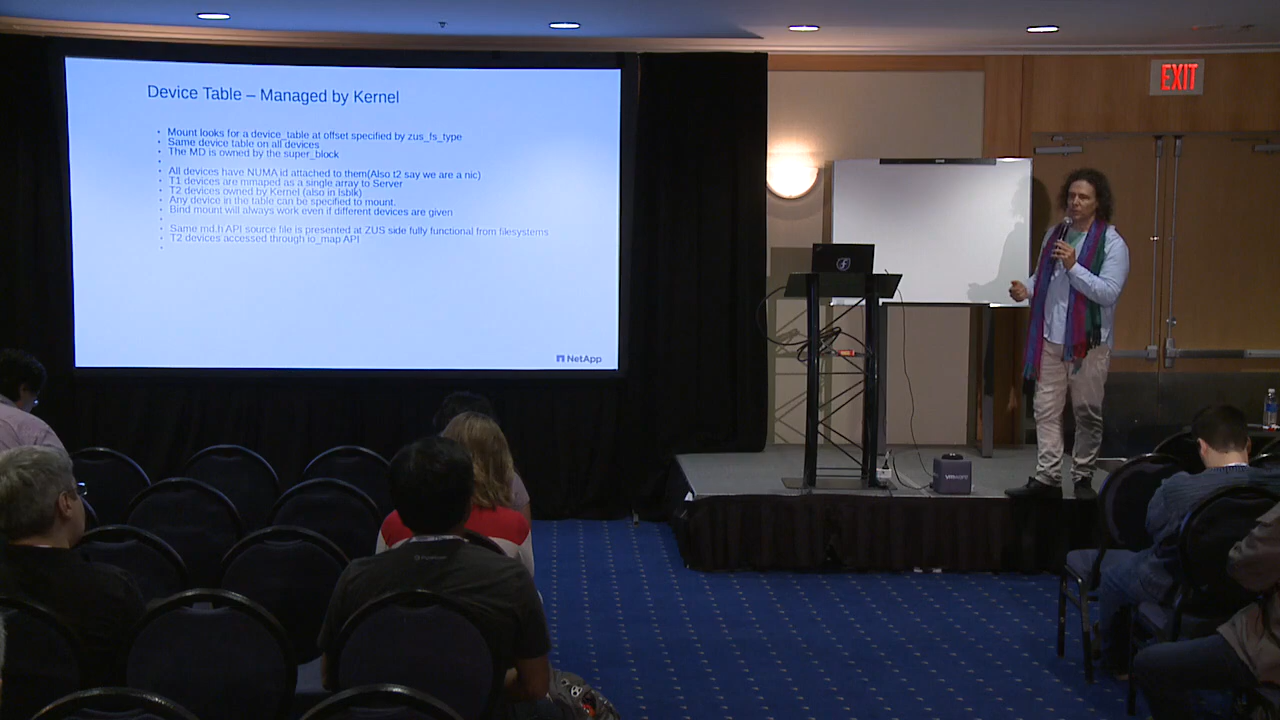 Device Table – Managed by Kernel
• Mount looks for a device_table at offset specified by zus_fs_type
• Same device table on all devices
• The MD is owned by the super_block
•
• All devices have NUMA id attached to them(Also t2 say we are a nic)
• T1 devices are mmaped as a single array to Server
• T2 devices owned by Kernel (also in lsblk)
• Any device in the table can be specified to mount.
• Bind mount will always work even if different devices are given
•
• Same md.h API source file is presented at ZUS side fully functional from filesystems
• T2 devices accessed through io_map API
•
NetApp
EXIT
vmware